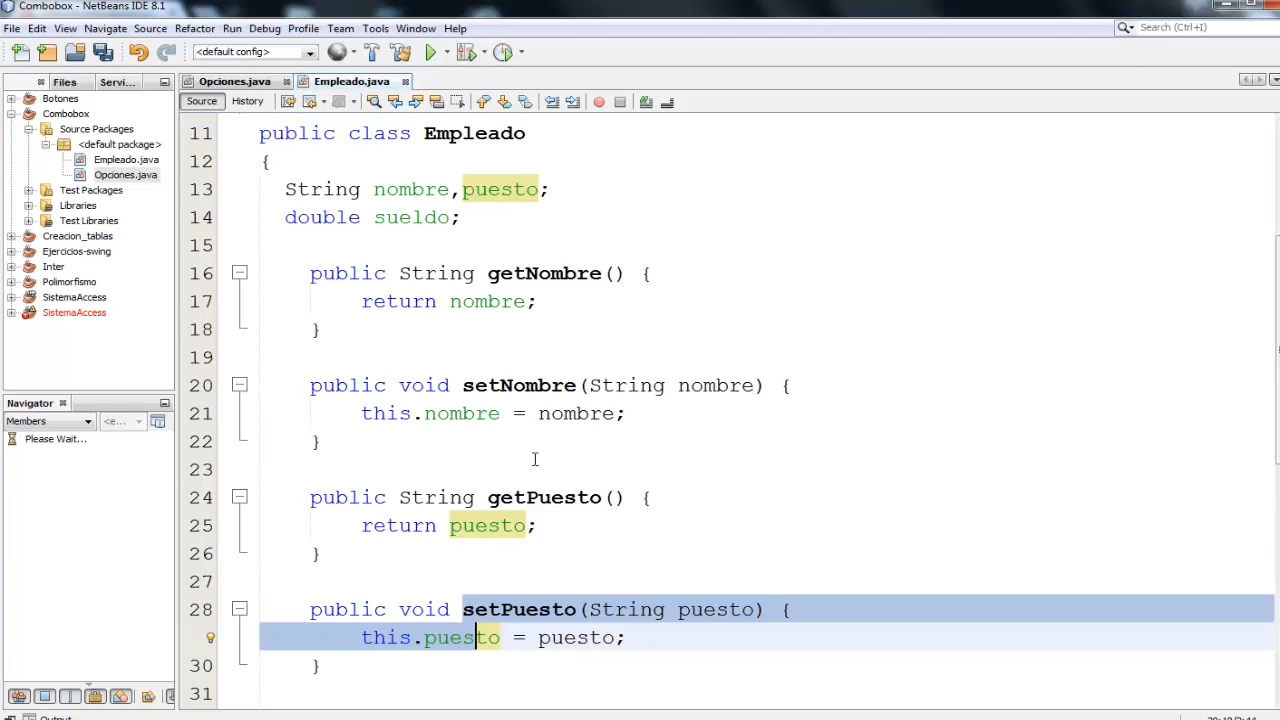 Combobox - NetBeans IDE 8.1
File Edit View Navigate Source Refactor Run Debug Profile Team Tools Window Help
Search (Ctrl+I)
<default config>
Files Servi...
Opciones.java Empleado.java
Source History
Botones
Combobox
Source Packages
<default package>
Empleado.java
Opciones.java
Test Packages
Libraries
Test Libraries
Creacion_tablas
Ejercicios-swing
Inter
Polimorfismo
SistemaAccess
SistemaAccess
Navigator
Members <e...
Please Wait...
11 public class Empleado
12 {
13 String nombre,puesto;
14 double sueldo;
15
16 public String getNombre() {
17 return nombre;
18 }
19
20 public void setNombre(String nombre) {
21 this.nombre = nombre;
22 }
23
24 public String getPuesto() {
25 return puesto;
26 }
27
28 public void setPuesto(String puesto) {
this.puesto = puesto;
30 }
31
Output